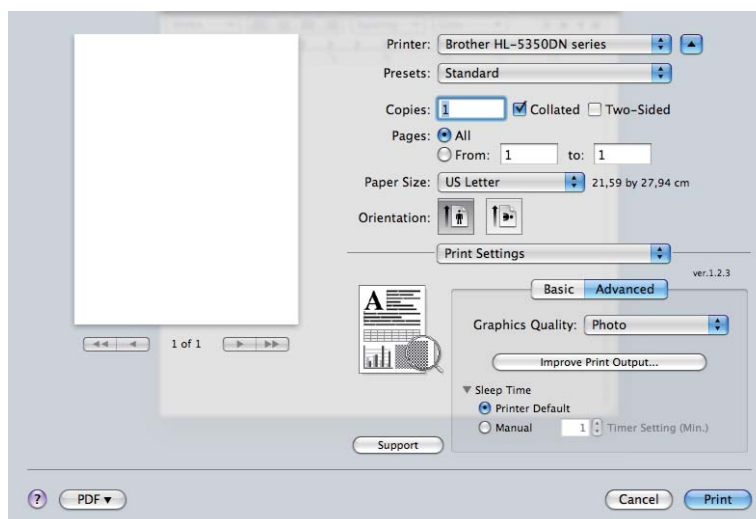 Printer: Brother HL-5350DN series
Presets: Standard
Copies: 1 Collated Two-Sided
Pages: All
From: 1 to: 1
Paper Size: US Letter 21,59 by 27,94 cm
Orientation:
Print Settings
ver.1.2.3
Basic Advanced
Graphics Quality: Photo
1 of 1
Improve Print Output...
Sleep Time
Printer Default
Manual 1 Timer Setting (Min.)
Support
? PDF ▾ Cancel Print